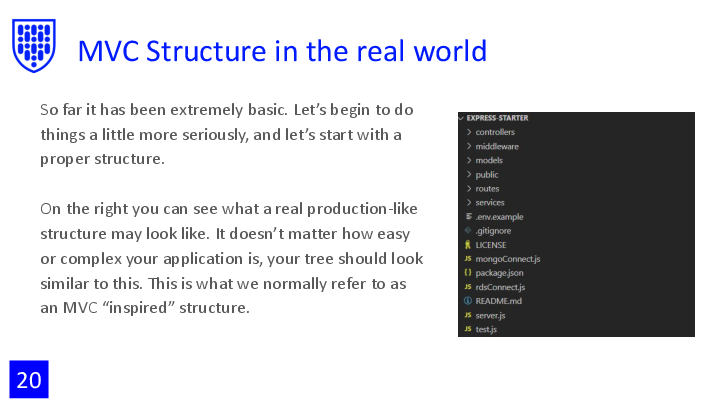 MVC Structure in the real world
So far it has been extremely basic. Let’s begin to do
things a little more seriously, and let’s start with a
proper structure.
On the right you can see what a real production-like
structure may look like. It doesn’t matter how easy
or complex your application is, your tree should look
similar to this. This is what we normally refer to as
an MVC “inspired” structure.
EXPRESS-STARTER
controllers
middleware
models
public
routes
services
.env.example
.gitignore
LICENSE
JS mongoConnect.js
{} package.json
JS rdsConnect.js
README.md
JS server.js
JS test.js
20